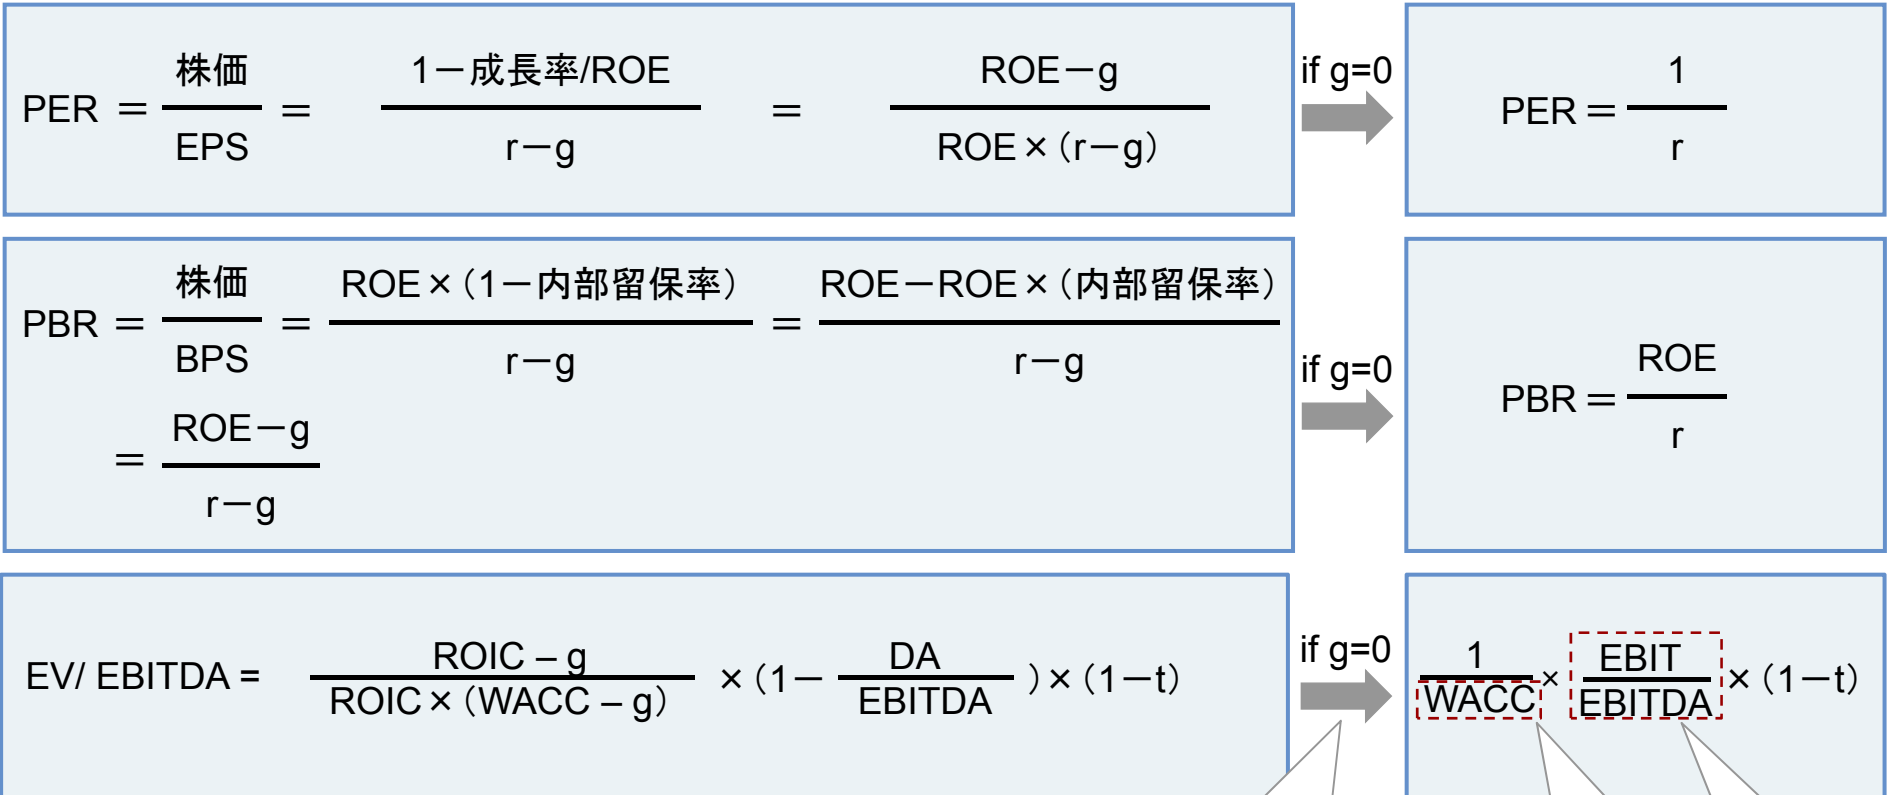 PER = 株価/EPS = 1ー成長率/ROE/r－g = ROE－g/ROE×(r－g)
if g=0
PER = 1/r
PBR = 株価/BPS = ROE×(1－内部留保率)/r－g = ROE－ROE×(内部留保率)/r－g
= ROE－g/r－g
if g=0
PBR = ROE/r
EV/ EBITDA = ROIC – g/ROIC×(WACC – g) ×(1－ DA/EBITDA )×(1－t)
if g=0
1/WACC × EBIT/EBITDA ×(1－t)